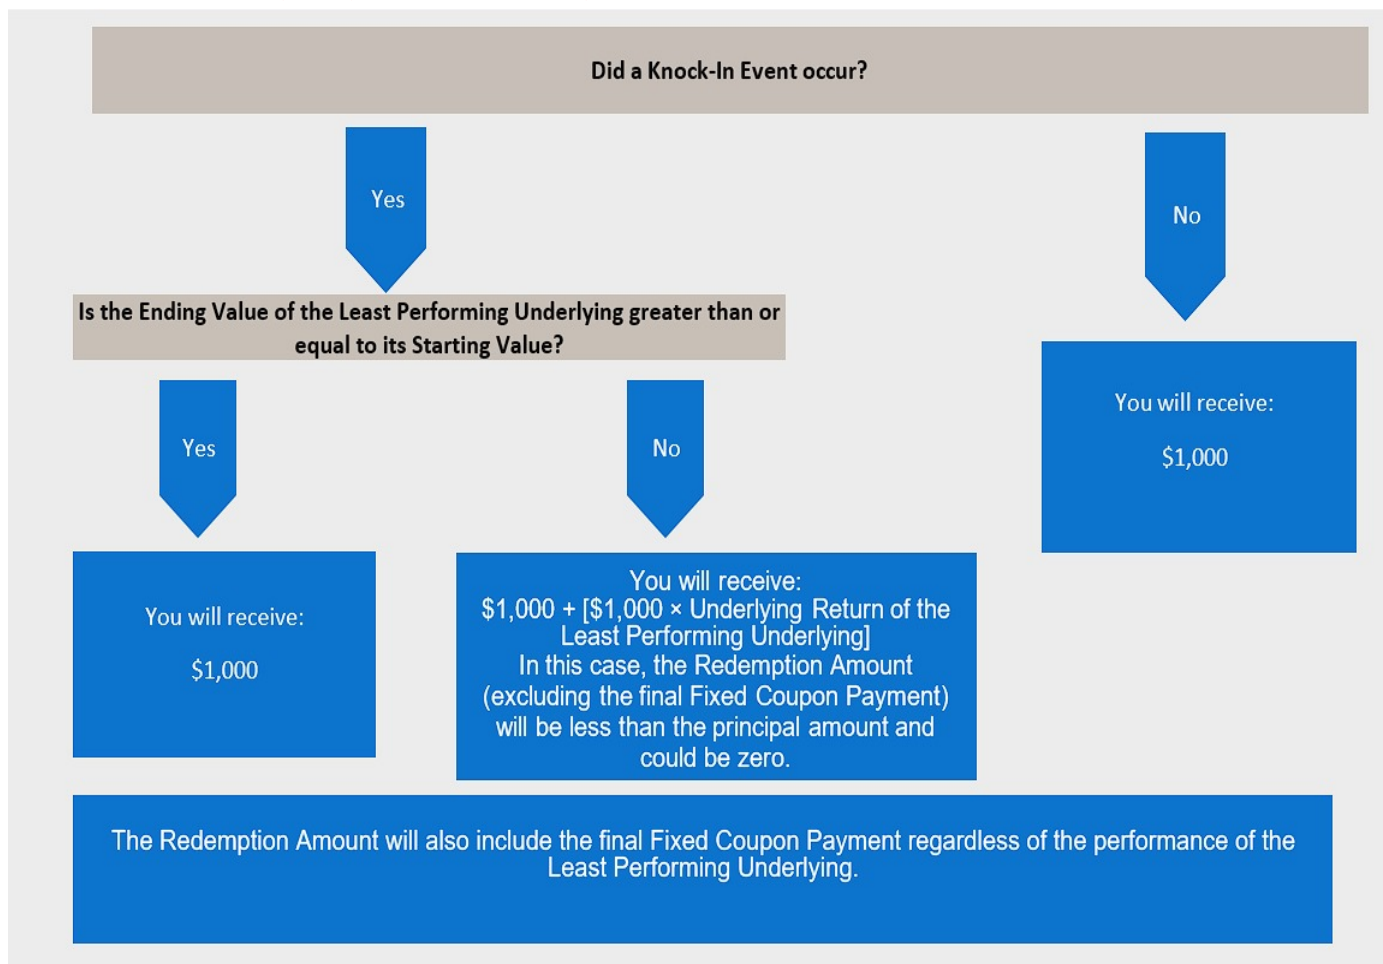 Did a Knock-In Event occur?
Yes
No
Is the Ending Value of the Least Performing Underlying greater than or
equal to its Starting Value?
Yes
No
You will receive:
$1,000
You will receive:
$1,000
You will receive:
$1,000 + [$1,000 × Underlying Return of the
Least Performing Underlying]
In this case, the Redemption Amount
(excluding the final Fixed Coupon Payment)
will be less than the principal amount and
could be zero.
The Redemption Amount will also include the final Fixed Coupon Payment regardless of the performance of the
Least Performing Underlying.